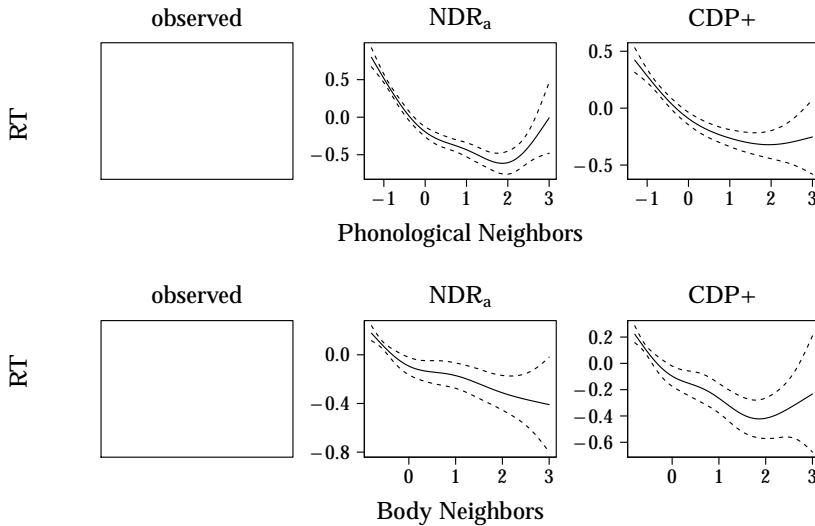 observed NDRa CDP+
RT
0.5
0.0
−0.5
−1 0 1 2 3
0.5
0.0
−0.5
−1 0 1 2 3
Phonological Neighbors
observed NDRa CDP+
RT
0.0
−0.4
−0.8
0 1 2 3
0.2
0.0
−0.2
−0.4
−0.6
0 1 2 3
Body Neighbors